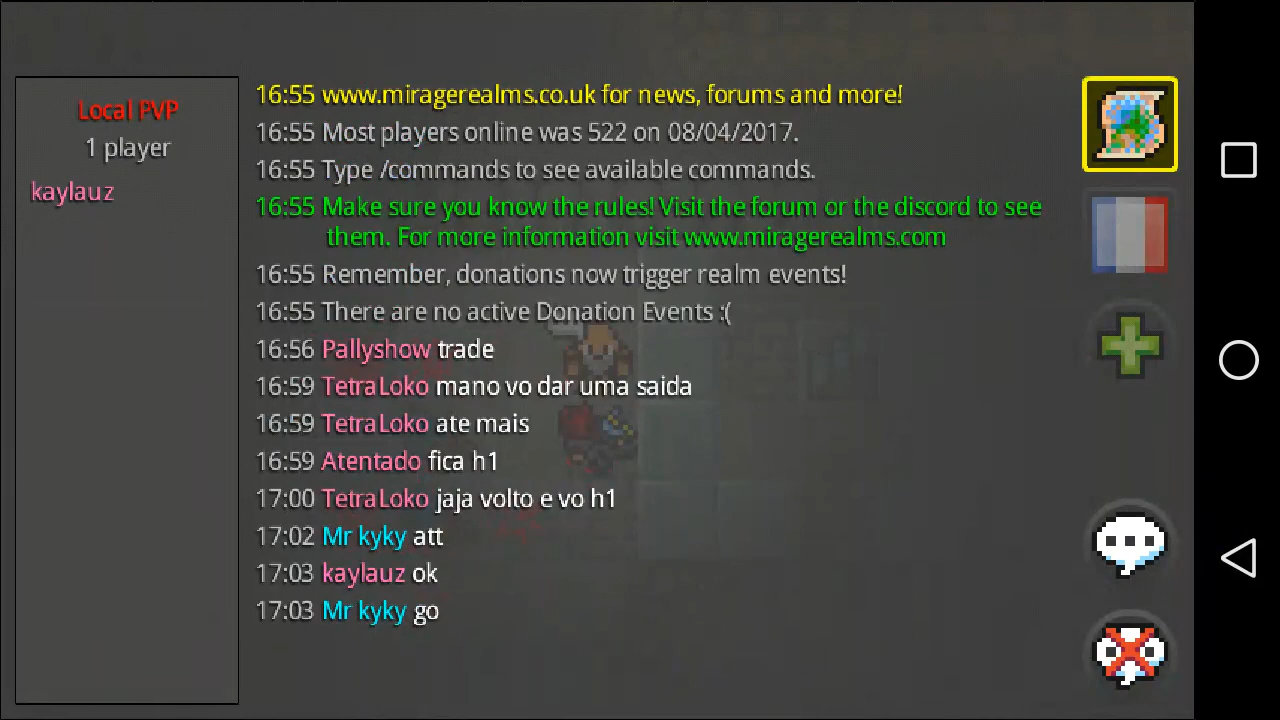 Local PVP
1 player
kaylauz
16:55 www.miragerealms.co.uk for news, forums and more!
16:55 Most players online was 522 on 08/04/2017.
16:55 Type /commands to see available commands.
16:55 Make sure you know the rules! Visit the forum or the discord to see
them. For more information visit www.miragerealms.com
16:55 Remember, donations now trigger realm events!
16:55 There are no active Donation Events :(
16:56 Pallyshow trade
16:59 TetraLoko mano vo dar uma saida
16:59 TetraLoko ate mais
16:59 Atentado fica h1
17:00 TetraLoko jaja volto e vo h1
17:02 Mr kyky att
17:03 kaylauz ok
17:03 Mr kyky go